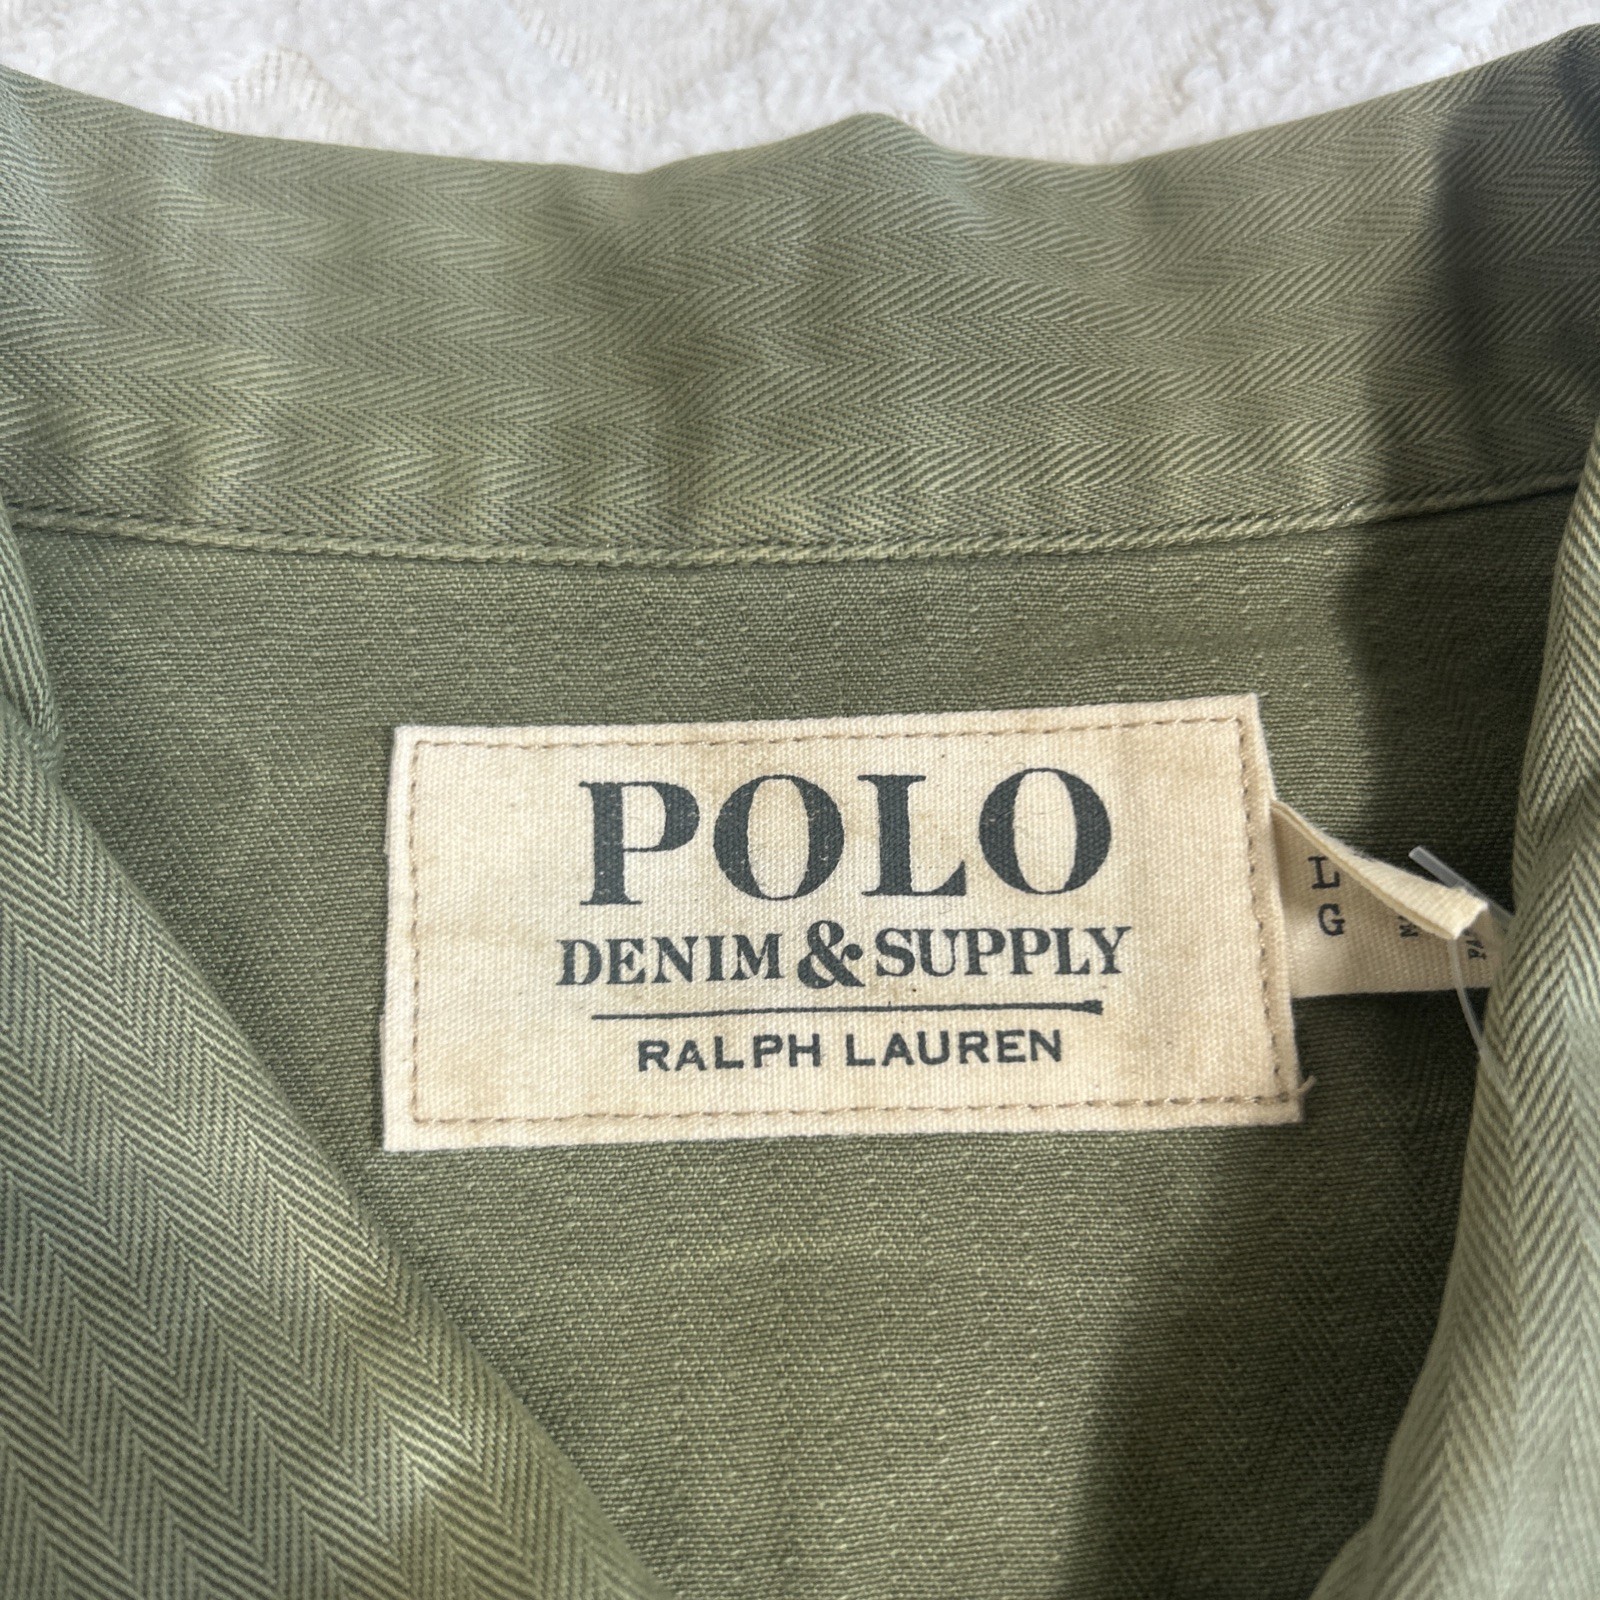 POLO
DENIM & SUPPLY
RALPH LAUREN
L
G